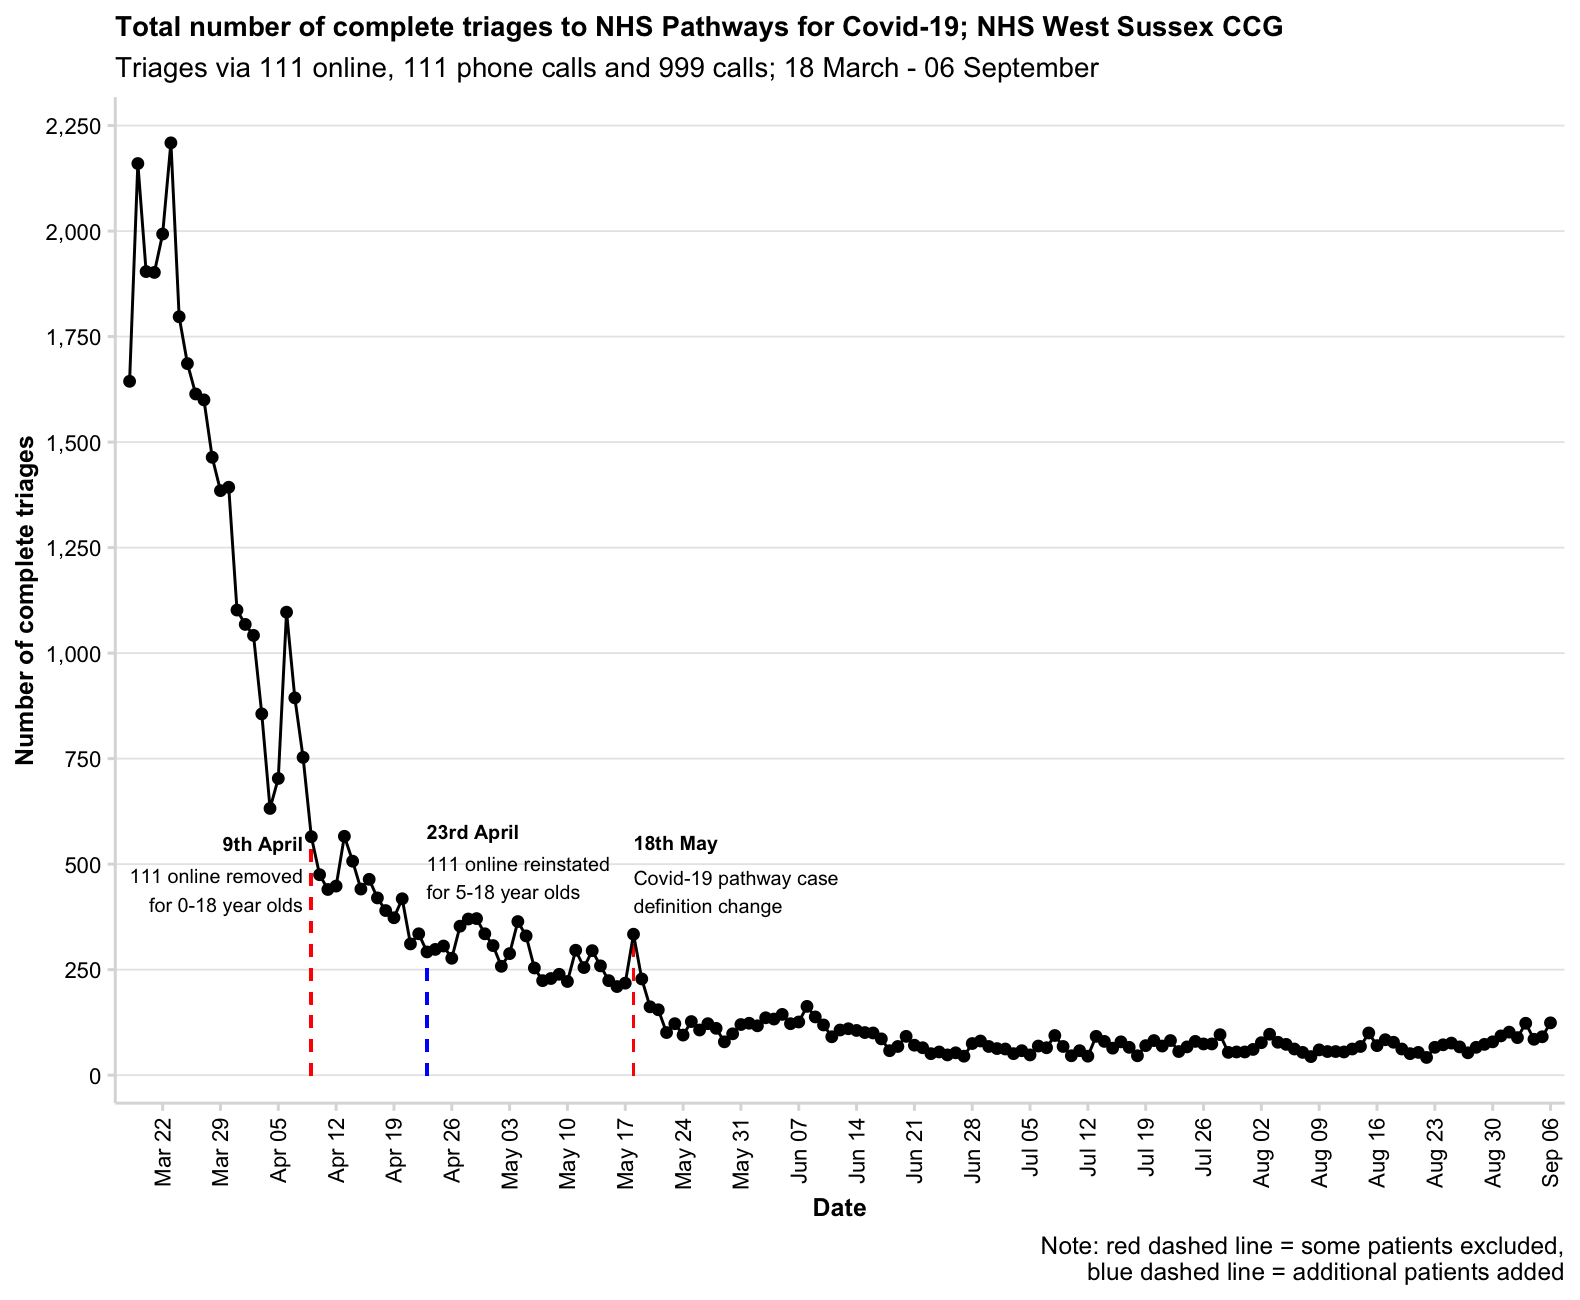 Total number of complete triages to NHS Pathways for Covid-19; NHS West Sussex CCG
Triages via 111 online, 111 phone calls and 999 calls; 18 March - 06 September
Number of complete triages
2,250
2,000
1,750
1,500
1,250
1,000
750
500
250
0
9th April
111 online removed
for 0-18 year olds
23rd April
111 online reinstated
for 5-18 year olds
18th May
Covid-19 pathway case
definition change
Mar 22
Mar 29
Apr 05
Apr 12
Apr 19
Apr 26
May 03
May 10
May 17
May 24
May 31
Jun 07
Jun 14
Jun 21
Jun 28
Jul 05
Jul 12
Jul 19
Jul 26
Aug 02
Aug 09
Aug 16
Aug 23
Aug 30
Sep 06
Date
Note: red dashed line = some patients excluded,
blue dashed line = additional patients added